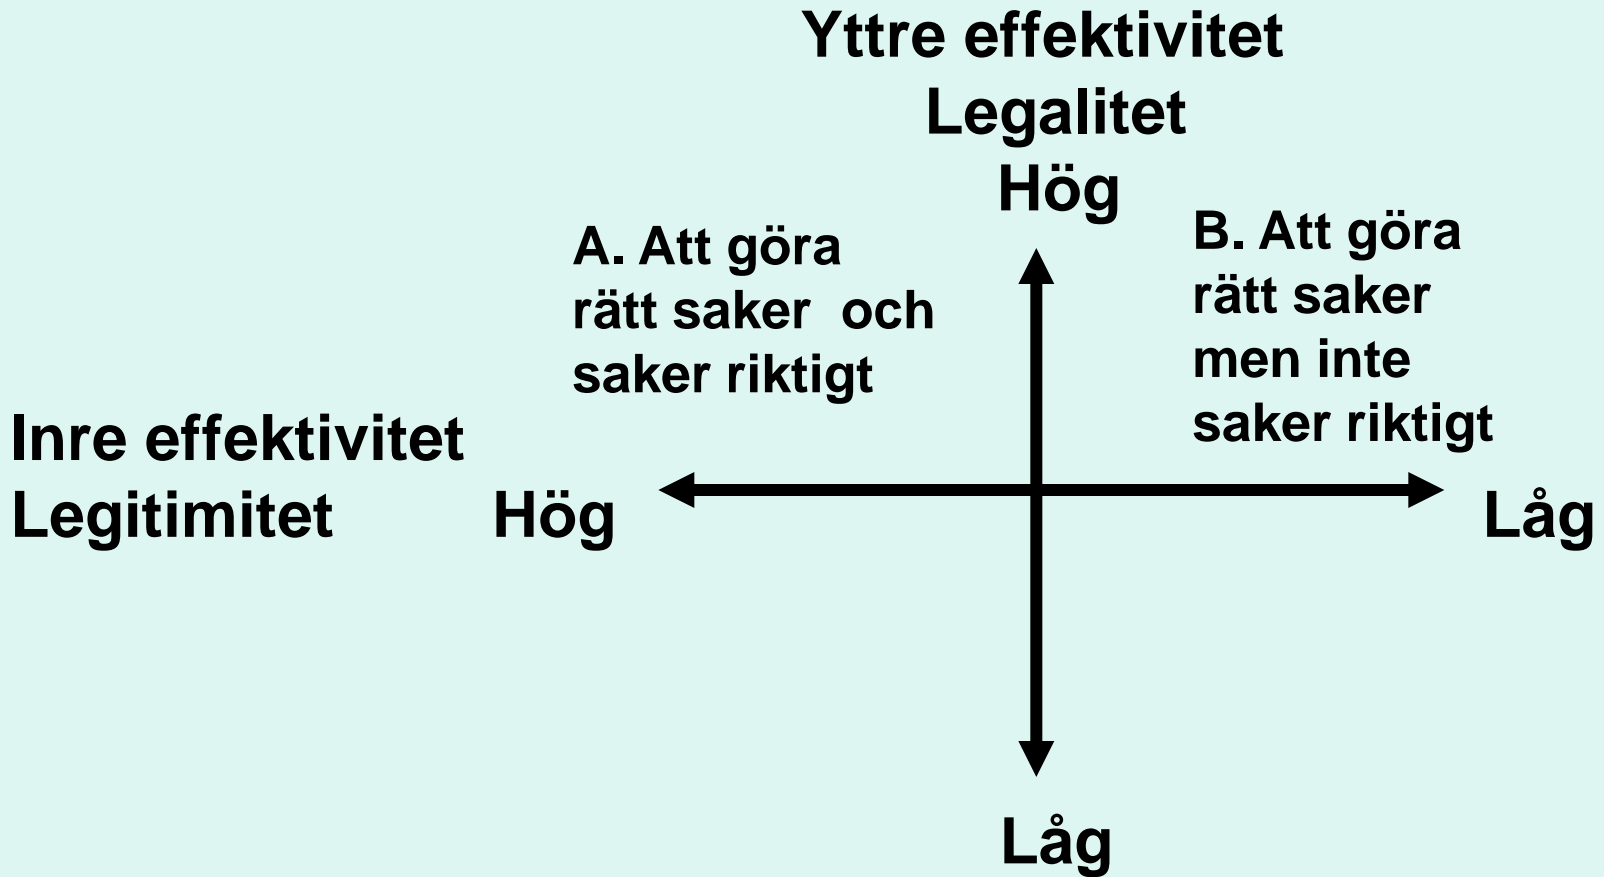 Yttre effektivitet
Legalitet
Hög
A. Att göra
rätt saker och
saker riktigt
B. Att göra
rätt saker
men inte
saker riktigt
Inre effektivitet
Legitimitet Hög
Låg
Låg